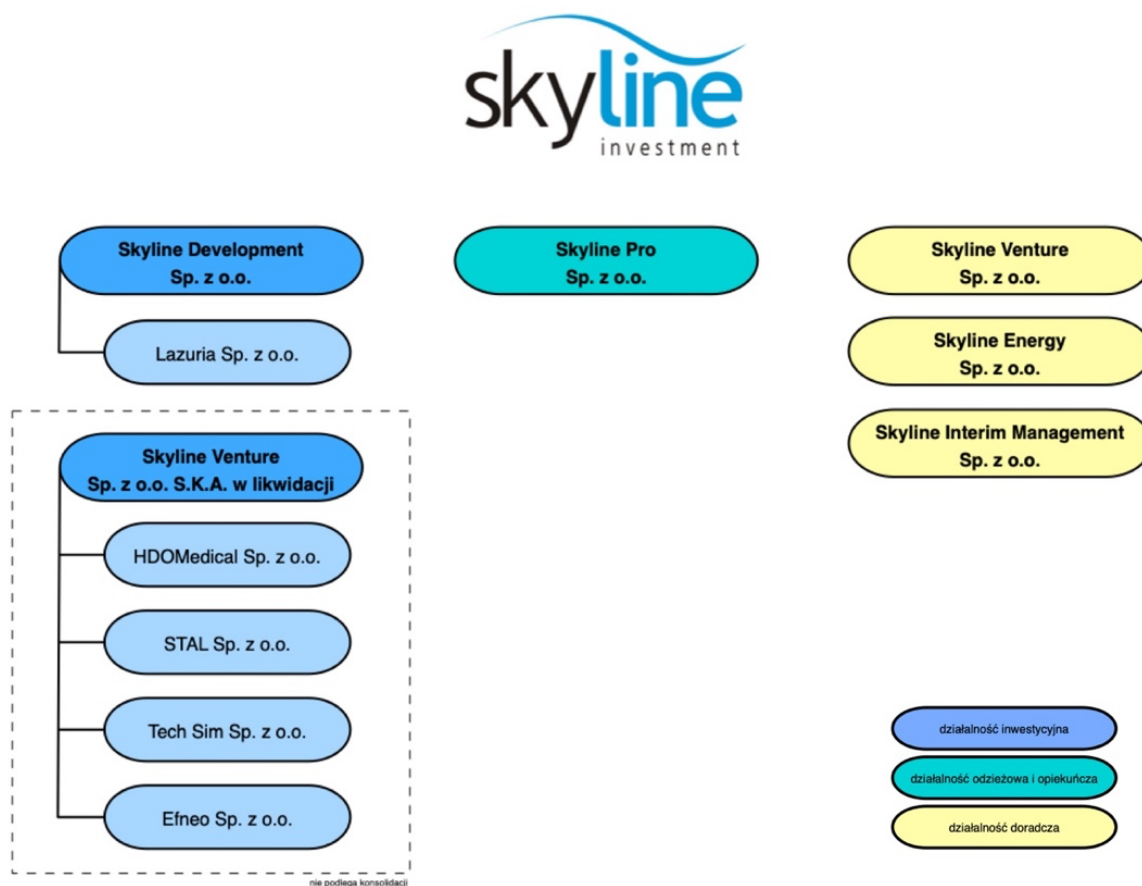 skyline
investment
Skyline Development
Sp. z o.o.
Lazuria Sp. z o.o.
Skyline Venture
Sp. z o.o. S.K.A. w likwidacji
HDOMedical Sp. z o.o.
STAL Sp. z o.o.
Tech Sim Sp. z o.o.
Efneo Sp. z o.o.
nie podlega konsolidacji
Skyline Pro
Sp. z o.o.
Skyline Venture
Sp. z o.o.
Skyline Energy
Sp. z o.o.
Skyline Interim Management
Sp. z o.o.
działalność inwestycyjna
działalność odzieżowa i opiekuńcza
działalność doradcza